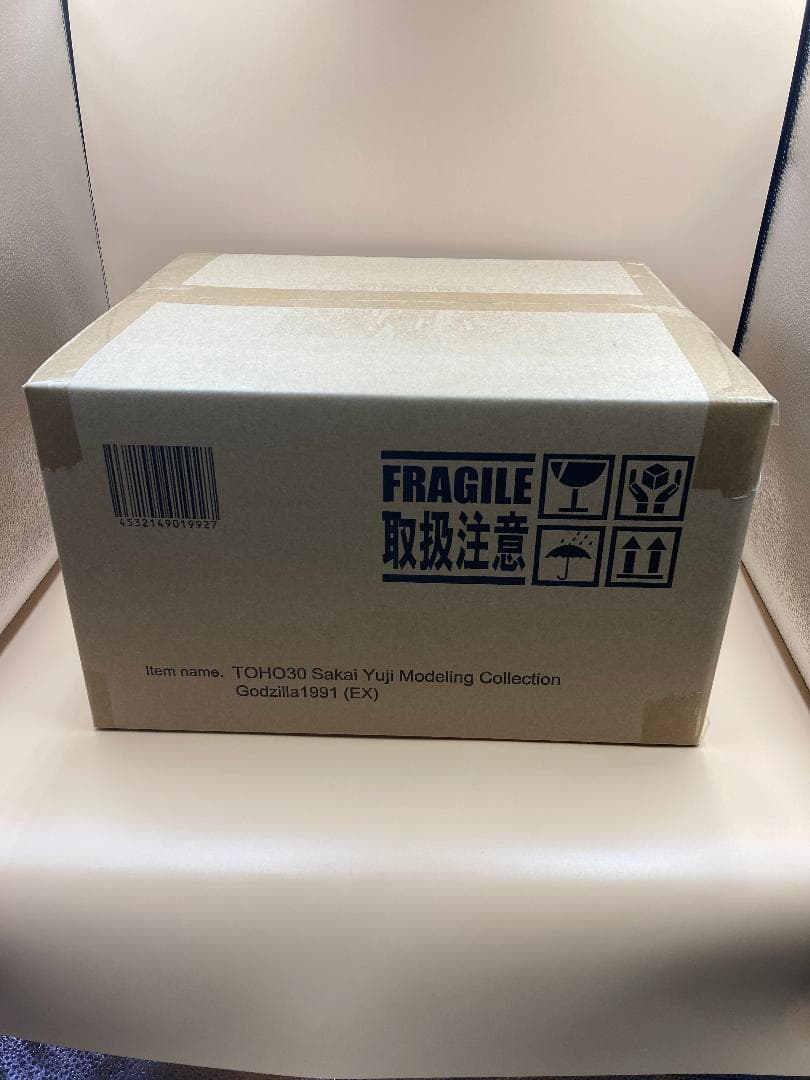 4532149019927
FRAGILE
取扱注意
Item name. TOHO30 Sakai Yuji Modeling Collection
Godzilla1991 (EX)